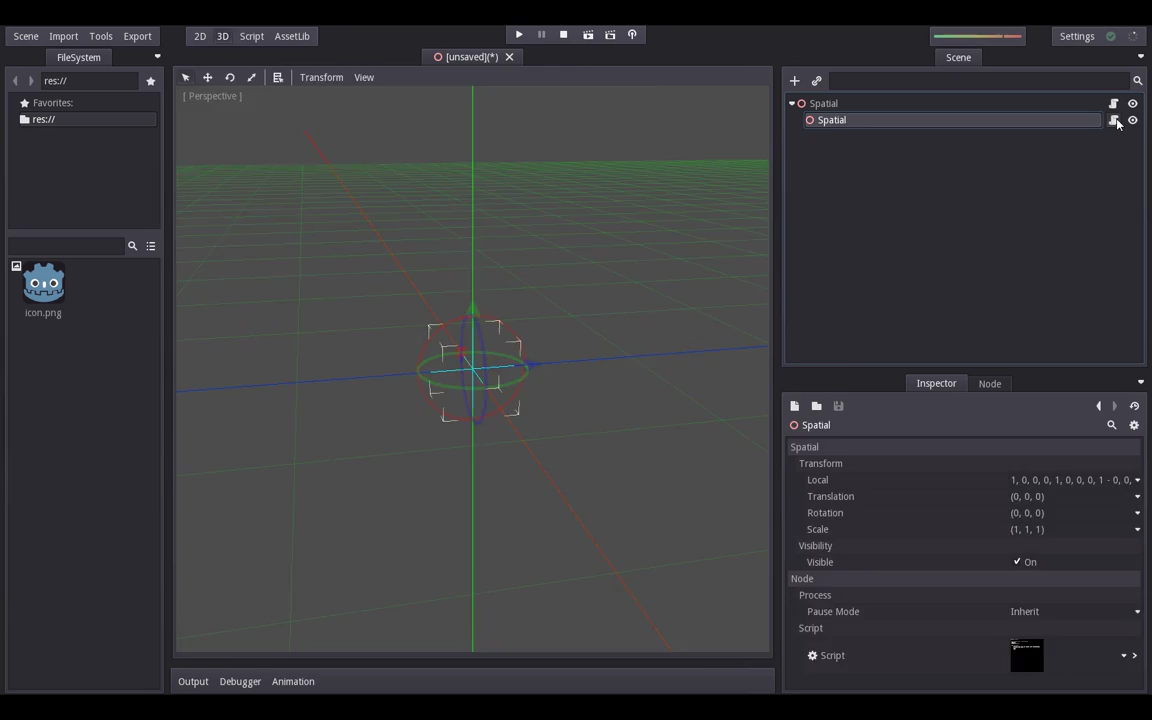 Scene Import Tools Export 2D 3D Script AssetLib Settings
FileSystem [unsaved](*) Scene
res:// Transform View
[ Perspective ]
Favorites:
res://
Spatial
Spatial
icon.png
Inspector Node
Spatial
Spatial
Transform
Local 1, 0, 0, 0, 1, 0, 0, 0, 1 - 0, 0,
Translation (0, 0, 0)
Rotation (0, 0, 0)
Scale (1, 1, 1)
Visibility
Visible On
Node
Process
Pause Mode Inherit
Script
Script
Output Debugger Animation